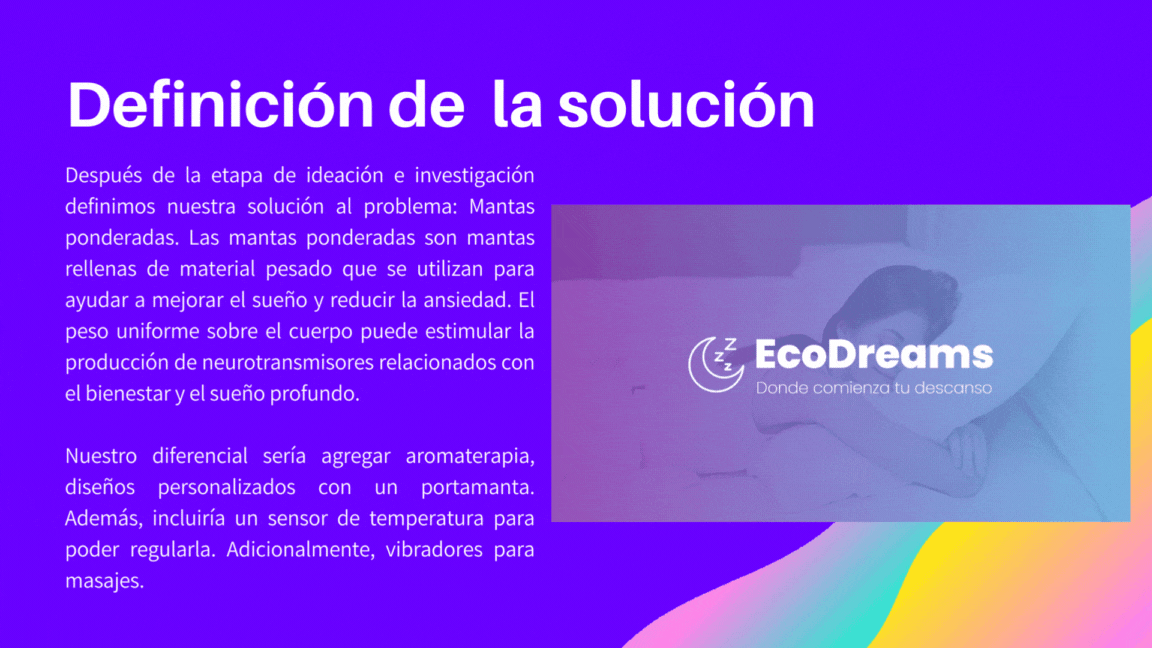 Definición de la solución
Después de la etapa de ideación e investigación
definimos nuestra solución al problema: Mantas
ponderadas. Las mantas ponderadas son mantas
rellenas de material pesado que se utilizan para
ayudar a mejorar el sueño y reducir la ansiedad. El
peso uniforme sobre el cuerpo puede estimular la
producción de neurotransmisores relacionados con
el bienestar y el sueño profundo.
Nuestro diferencial sería agregar aromaterapia,
diseños personalizados con un portamanta.
Además, incluiría un sensor de temperatura para
poder regularla. Adicionalmente, vibradores para
masajes.
z z z
EcoDreams
Donde comienza tu descanso